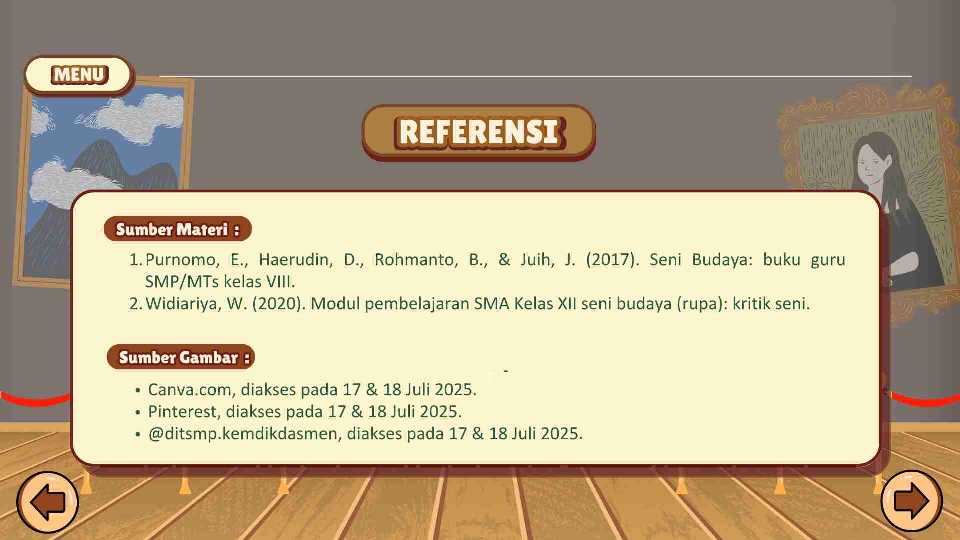 MENU
REFERENSI
Sumber Materi :
1. Purnomo, E., Haerudin, D., Rohmanto, B., & Juih, J. (2017). Seni Budaya: buku guru
SMP/MTs kelas VIII.
2. Widiariya, W. (2020). Modul pembelajaran SMA Kelas XII seni budaya (rupa): kritik seni.
Sumber Gambar :
• Canva.com, diakses pada 17 & 18 Juli 2025.
• Pinterest, diakses pada 17 & 18 Juli 2025.
• @ditsmp.kemdikdasmen, diakses pada 17 & 18 Juli 2025.